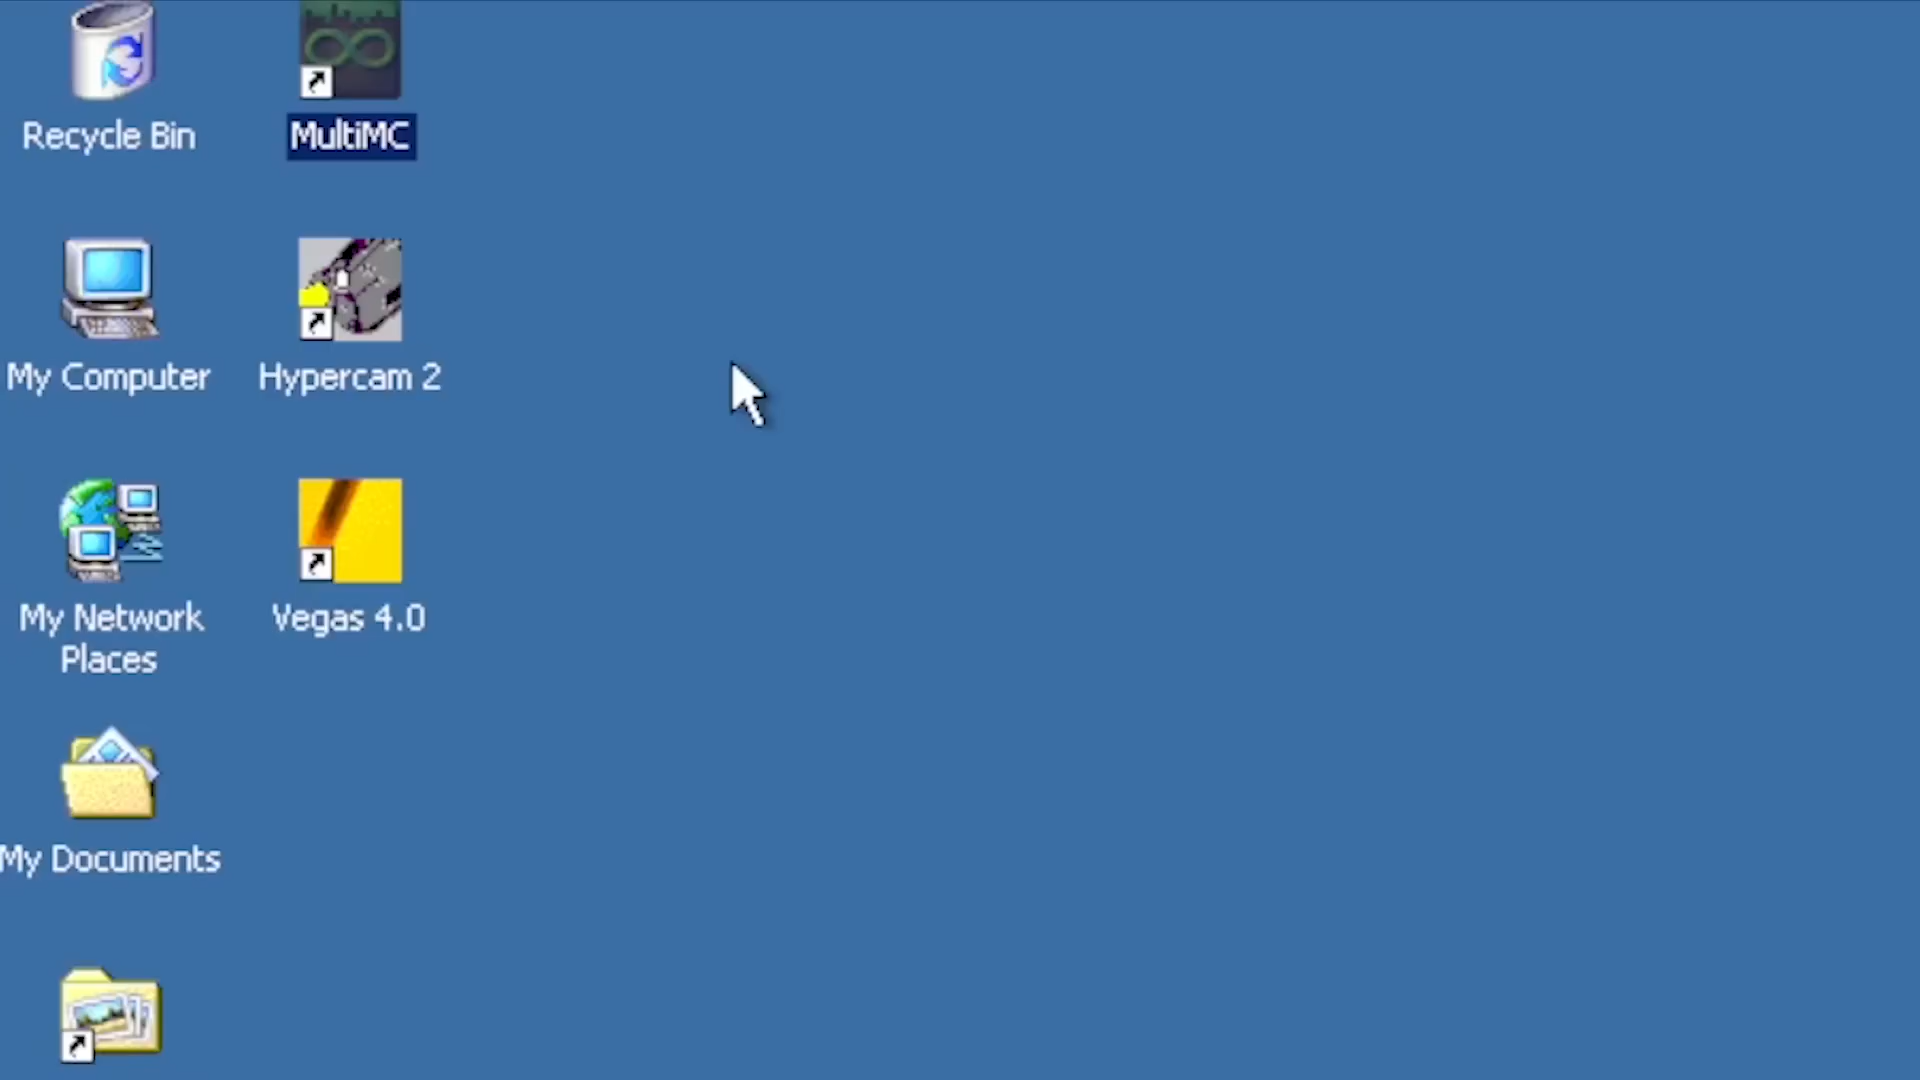 Recycle Bin
MultiMC
My Computer
Hypercam 2
My Network
Places
Vegas 4.0
My Documents